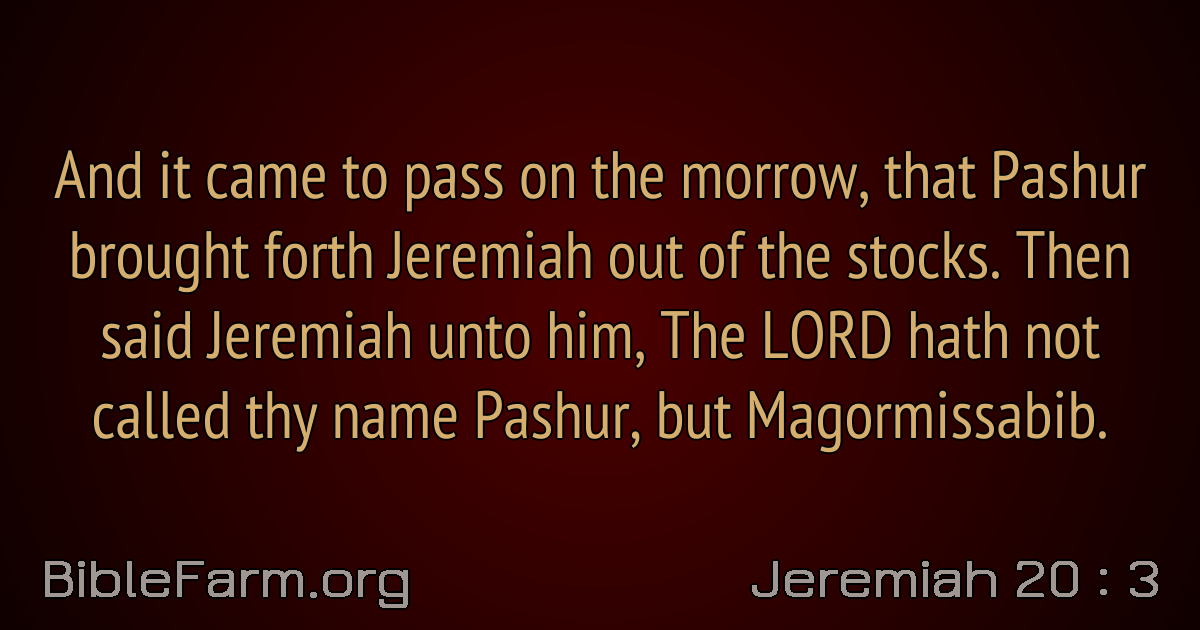 And it came to pass on the morrow, that Pashur
brought forth Jeremiah out of the stocks. Then
said Jeremiah unto him, The LORD hath not
called thy name Pashur, but Magormissabib.
BibleFarm.org
Jeremiah 20 : 3